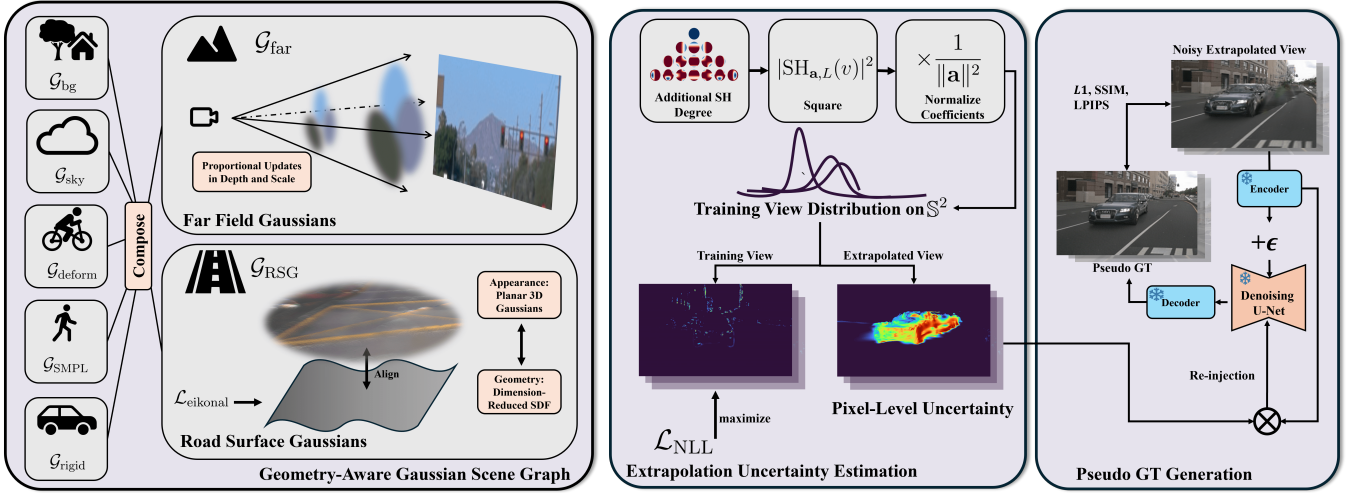 𝒢bg
𝒢sky
𝒢deform
𝒢SMPL
𝒢rigid
Compose
𝒢far
Proportional Updates
in Depth and Scale
Far Field Gaussians
𝒢RSG
Appearance:
Planar 3D
Gaussians
Align
Geometry:
Dimension-
Reduced SDF
ℒeikonal
Road Surface Gaussians
Geometry-Aware Gaussian Scene Graph
Additional SH
Degree
|SH𝐚,L(v)|²
Square
× 1/‖𝐚‖²
Normalize
Coefficients
Training View Distribution on 𝕊²
Training View
Extrapolated View
maximize
ℒNLL
Pixel-Level Uncertainty
Extrapolation Uncertainty Estimation
Noisy Extrapolated View
L1, SSIM,
LPIPS
Pseudo GT
Encoder
+ϵ
Decoder
Denoising
U-Net
Re-injection
Pseudo GT Generation